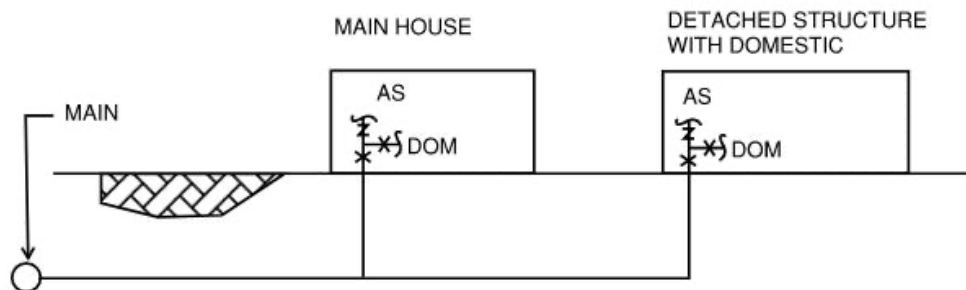 MAIN HOUSE
DETACHED STRUCTURE
WITH DOMESTIC
MAIN
AS
DOM
AS
DOM